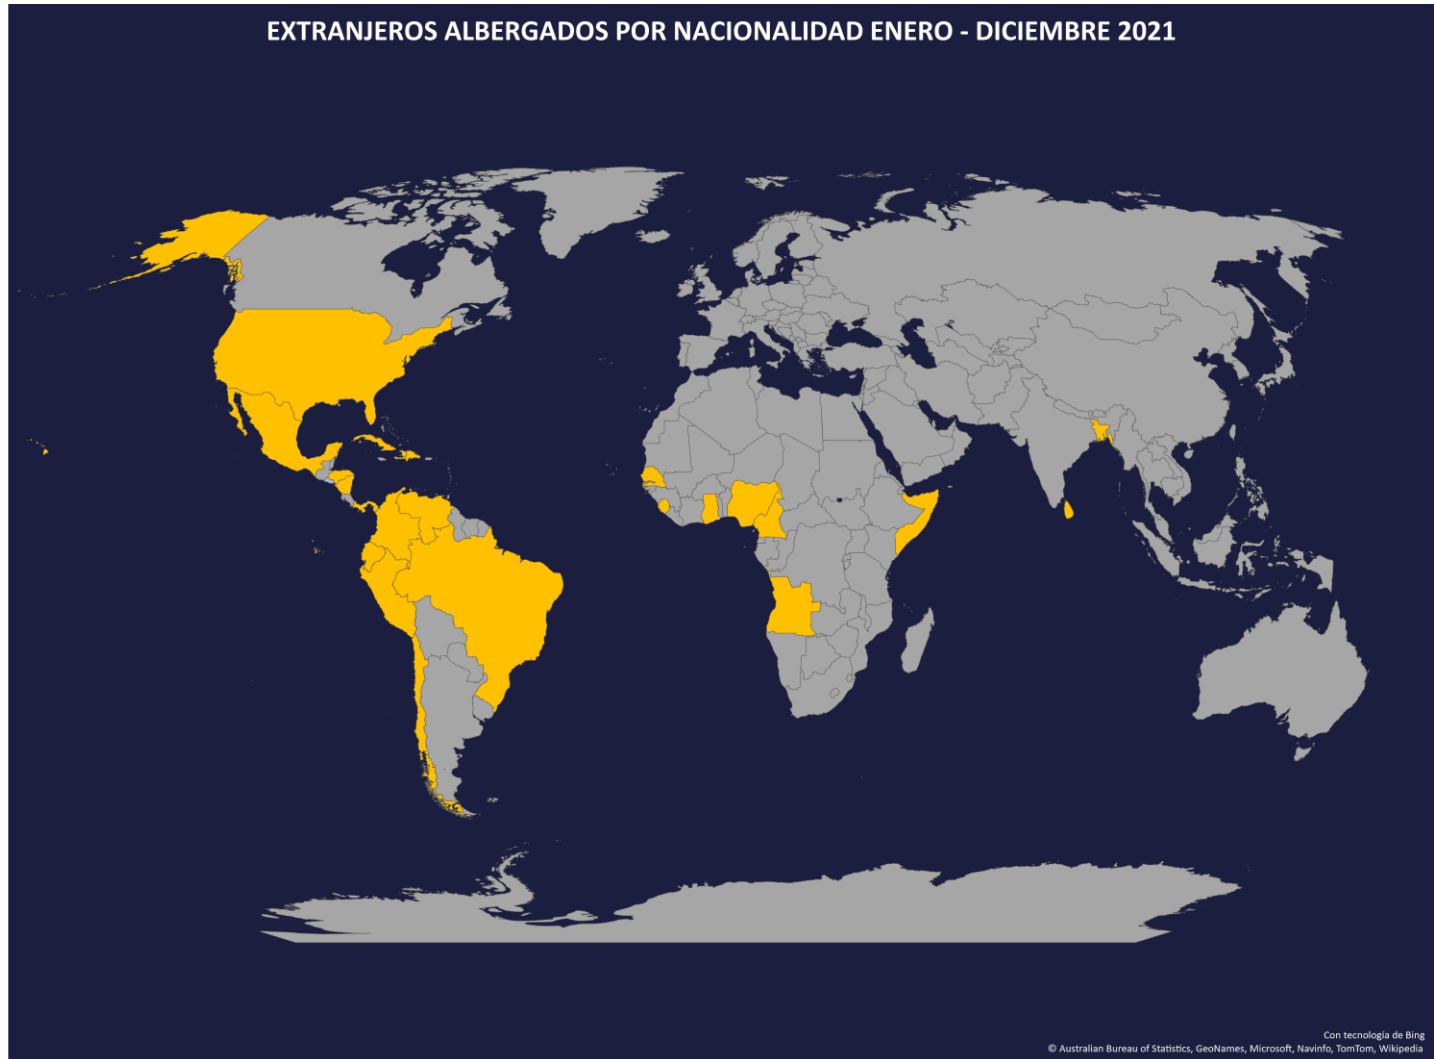 EXTRANJEROS ALBERGADOS POR NACIONALIDAD ENERO - DICIEMBRE 2021
Con tecnología de Bing
© Australian Bureau of Statistics, GeoNames, Microsoft, Navinfo, TomTom, Wikipedia